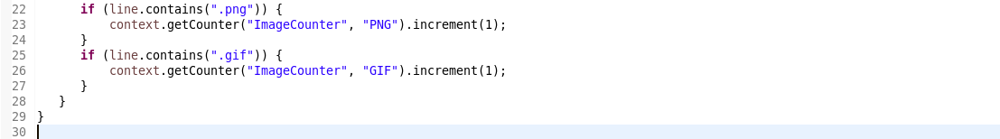 22 if (line.contains(".png")) {
23 context.getCounter("ImageCounter", "PNG").increment(1);
24 }
25 if (line.contains(".gif")) {
26 context.getCounter("ImageCounter", "GIF").increment(1);
27 }
28 }
29 }
30